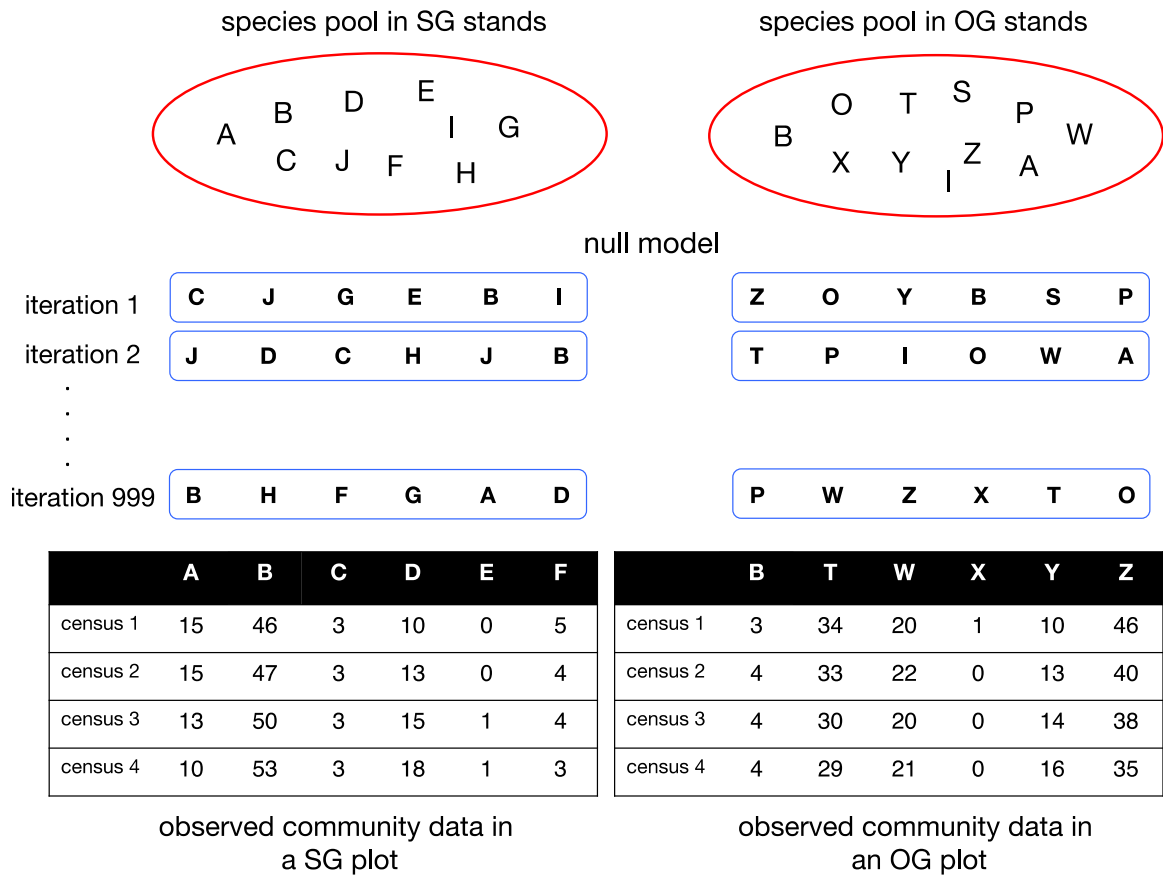 species pool in SG stands
species pool in OG stands
A B D E I G C J F H
B O T S P W X Y I Z A
null model
iteration 1 C J G E B I Z O Y B S P
iteration 2 J D C H J B T P I O W A
.
.
.
.
iteration 999 B H F G A D P W Z X T O
A B C D E F
census 1 15 46 3 10 0 5
census 2 15 47 3 13 0 4
census 3 13 50 3 15 1 4
census 4 10 53 3 18 1 3
observed community data in
a SG plot
B T W X Y Z
census 1 3 34 20 1 10 46
census 2 4 33 22 0 13 40
census 3 4 30 20 0 14 38
census 4 4 29 21 0 16 35
observed community data in
an OG plot